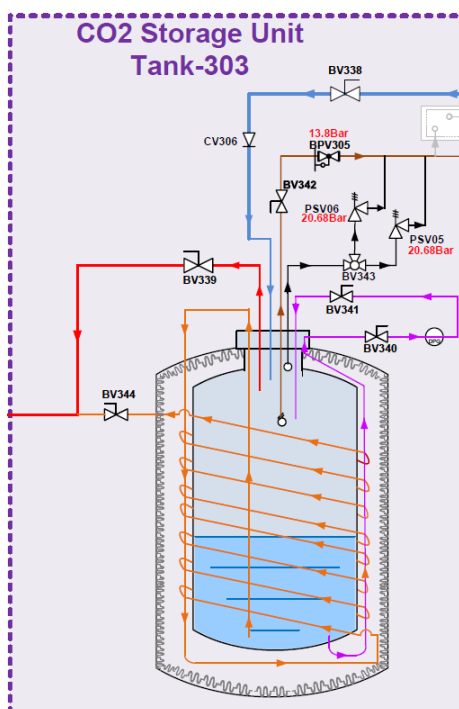 CO2 Storage Unit
Tank-303
BV338
CV306
13.8Bar
BPV305
BV342
PSV06
20.68Bar
PSV05
20.68Bar
BV343
BV339
BV341
BV340
DPG
BV344